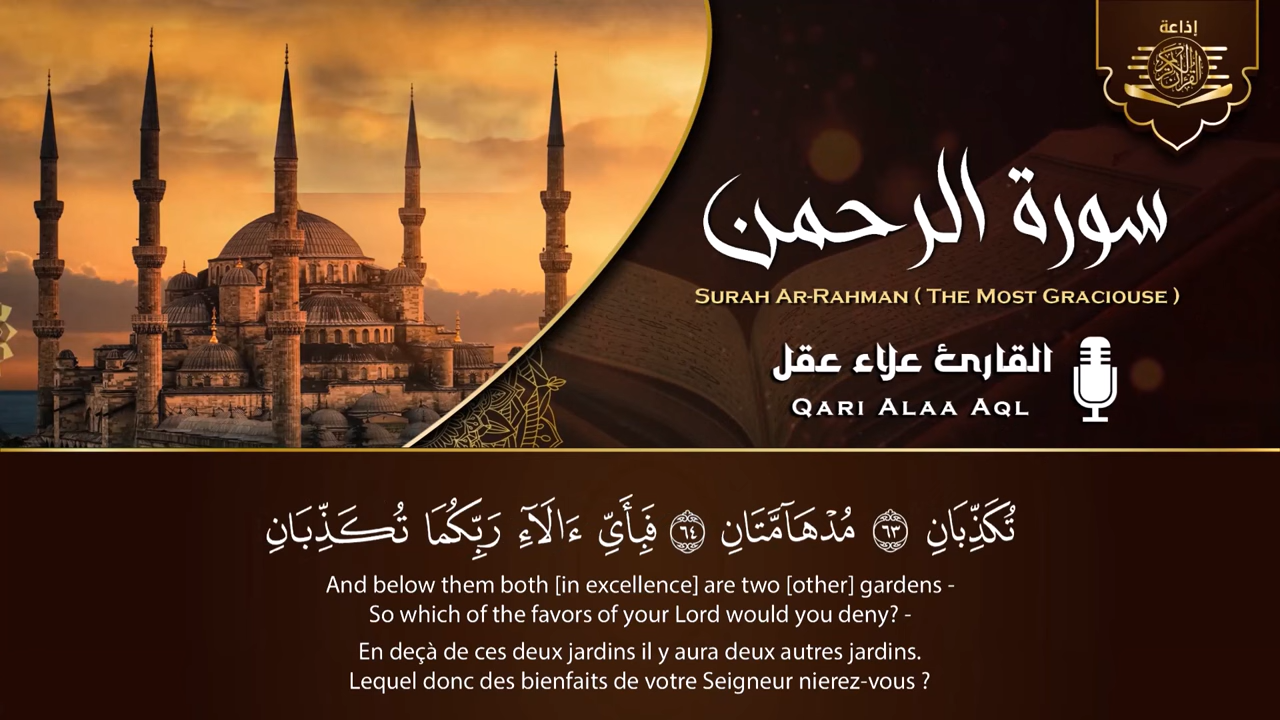 إذاعة
القرآن الكريم
سورة الرحمن
SURAH AR-RAHMAN ( THE MOST GRACIOUSE )
القارئ علاء عقل
QARI ALAA AQL
تُكَذِّبَانِ ٦٣ مُدْهَآمَّتَانِ ٦٤ فَبِأَيِّ ءَالَآءِ رَبِّكُمَا تُكَذِّبَانِ
And below them both [in excellence] are two [other] gardens -
So which of the favors of your Lord would you deny? -
En deçà de ces deux jardins il y aura deux autres jardins.
Lequel donc des bienfaits de votre Seigneur nierez-vous ?